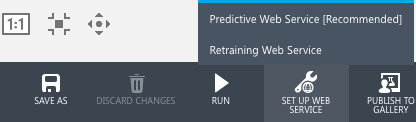 Predictive Web Service [Recommended]
1:1
Retraining Web Service
SAVE AS
DISCARD CHANGES
RUN
SET UP WEB
SERVICE
PUBLISH TO
GALLERY